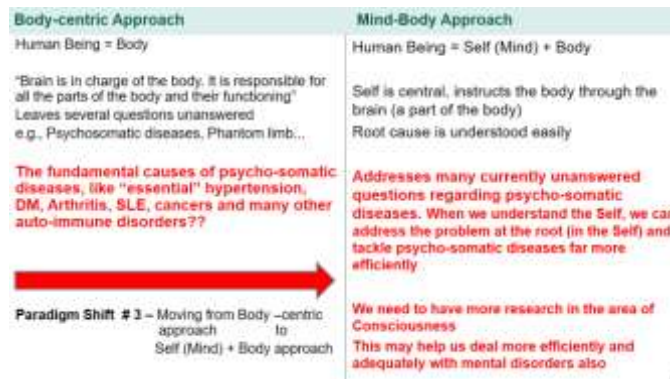 Body-centric Approach
Human Being = Body
"Brain is in charge of the body. It is responsible for
all the parts of the body and their functioning"
Leaves several questions unanswered
e.g., Psychosomatic diseases, Phantom limb...
The fundamental causes of psycho-somatic
diseases, like "essential" hypertension,
DM, Arthritis, SLE, cancers and many other
auto-immune disorders??
Paradigm Shift # 3 – Moving from Body –centric
approach to
Self (Mind) + Body approach
Mind-Body Approach
Human Being = Self (Mind) + Body
Self is central, instructs the body through the
brain (a part of the body)
Root cause is understood easily
Addresses many currently unanswered
questions regarding psycho-somatic
diseases. When we understand the Self, we can
address the problem at the root (in the Self) and
tackle psycho-somatic diseases far more
efficiently
We need to have more research in the area of
Consciousness
This may help us deal more efficiently and
adequately with mental disorders also